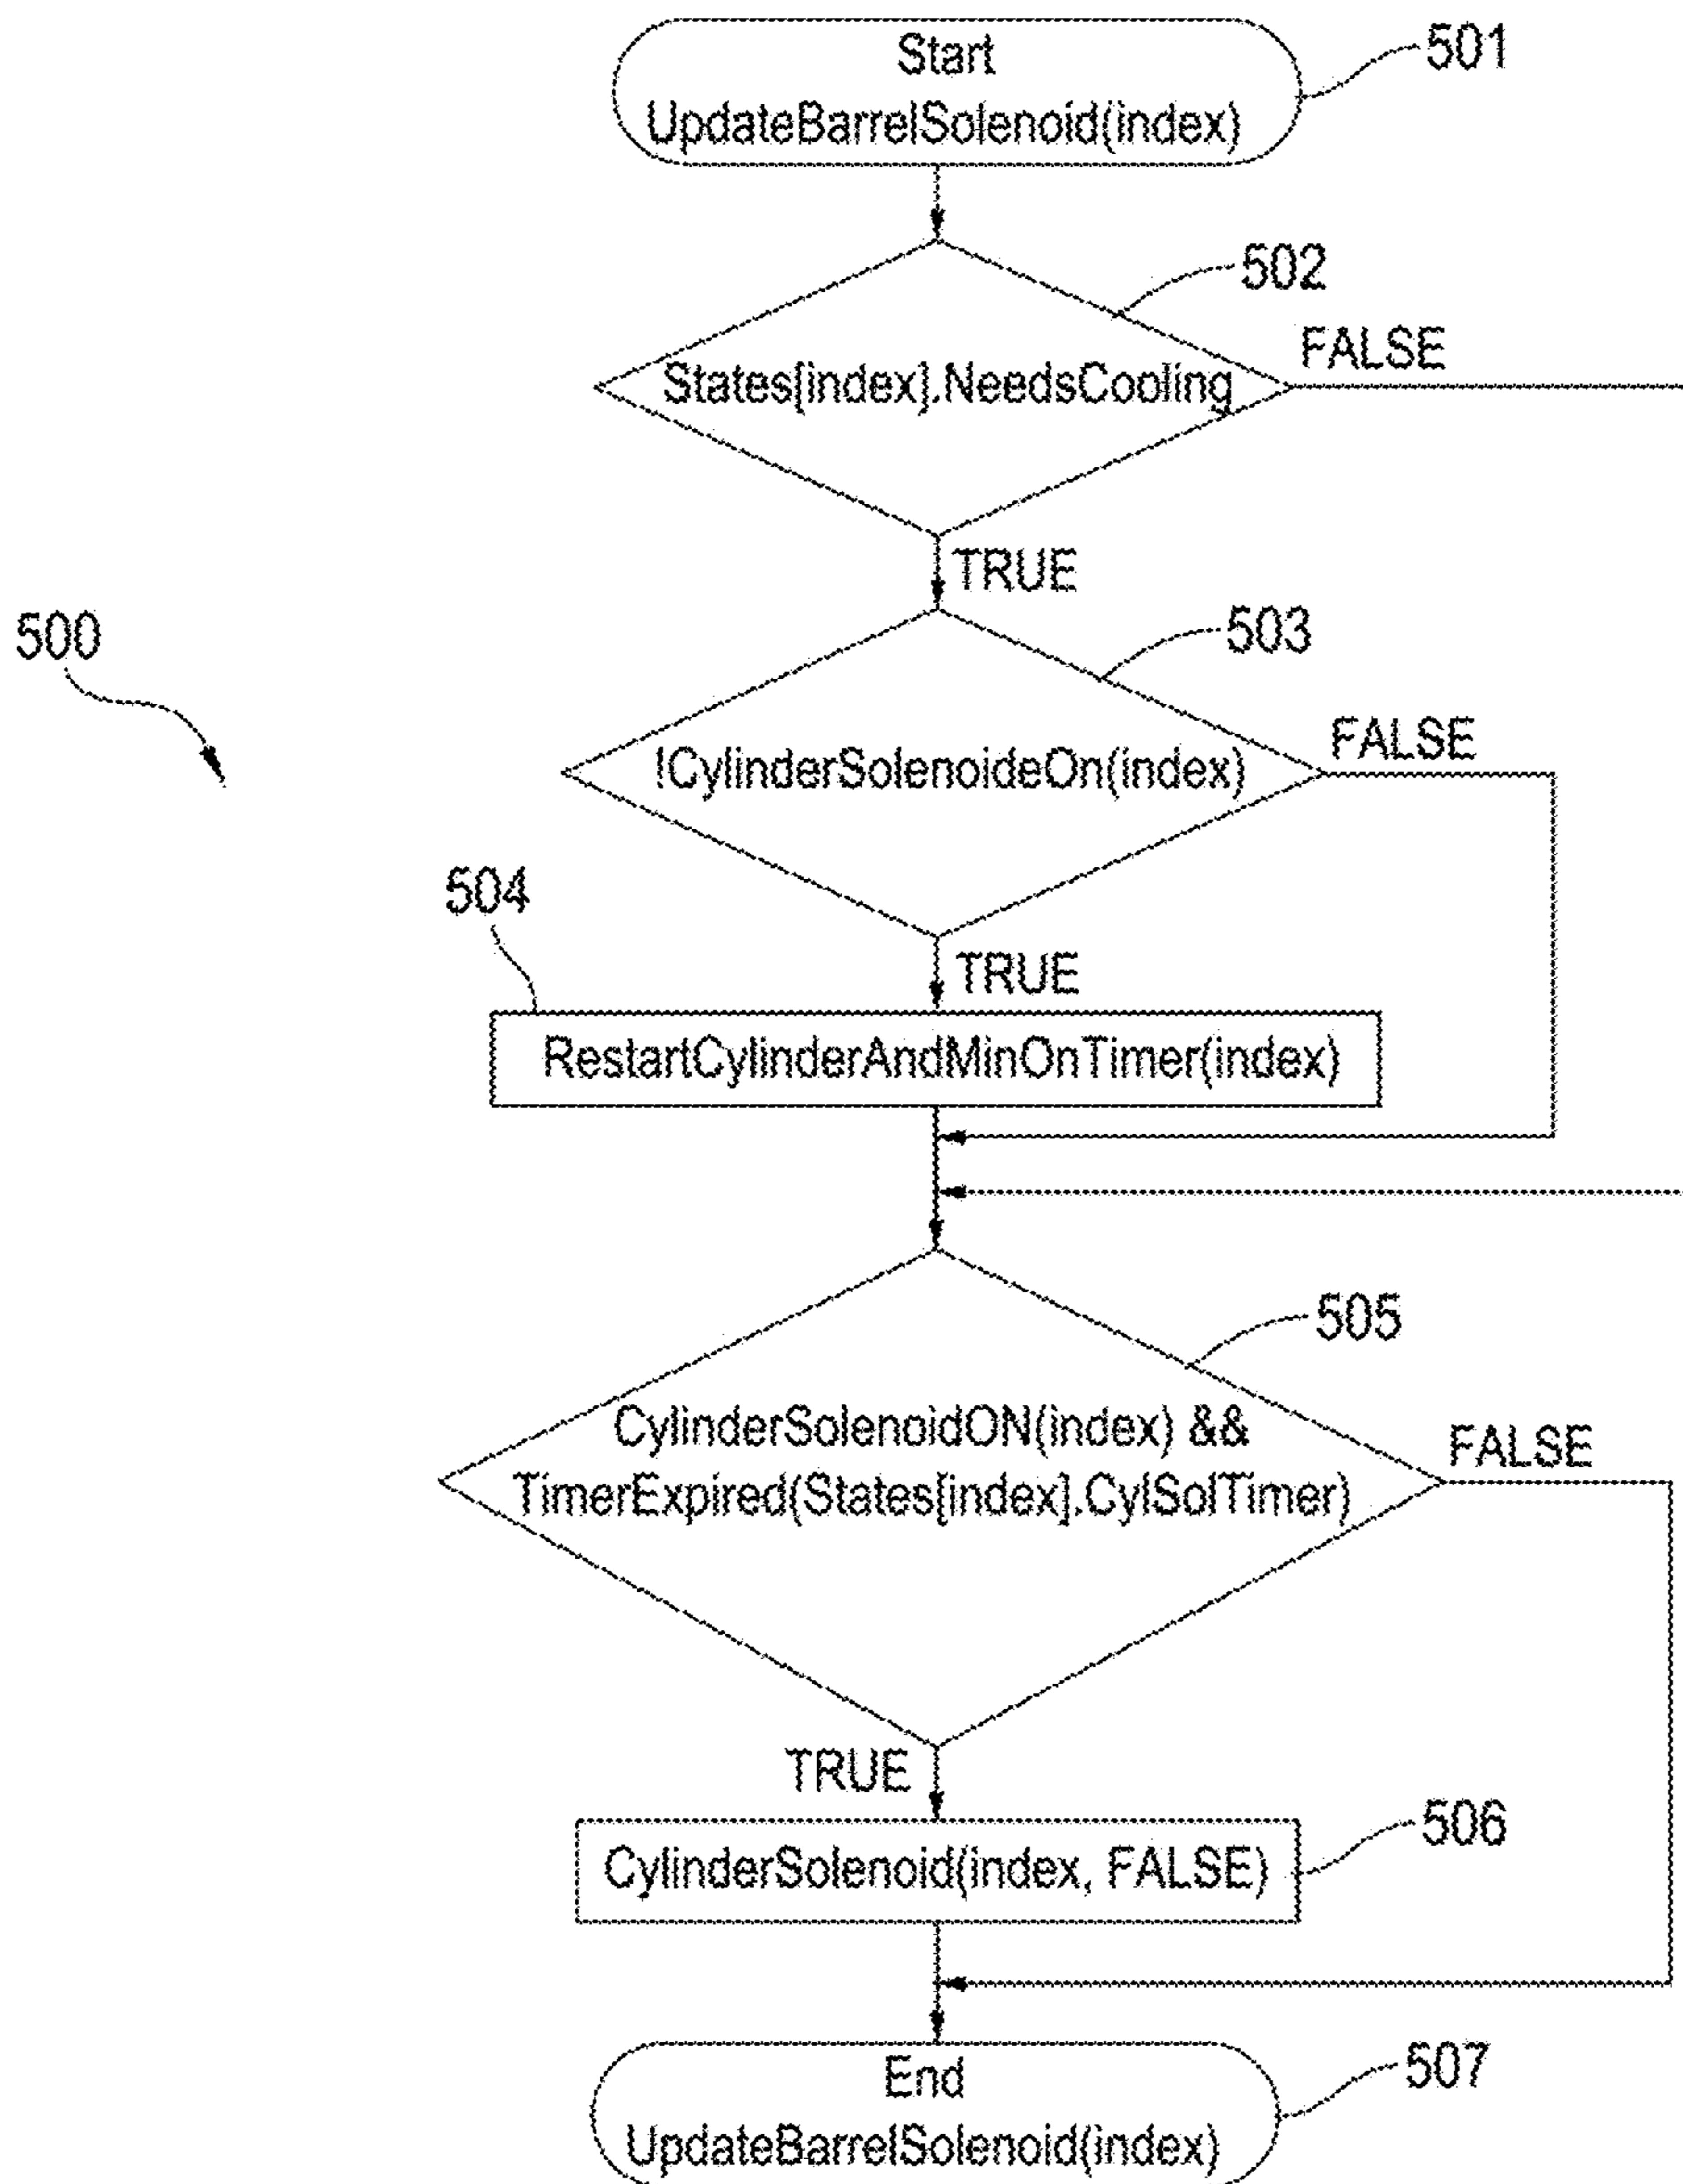 Start
UpdateBarrelSolenoid(index)
501
502
States[index].NeedsCooling
FALSE
TRUE
500
503
!CylinderSolenoideOn(index)
FALSE
504
TRUE
RestartCylinderAndMinOnTimer(index)
505
CylinderSolenoidON(index) &&
TimerExpired(States[index].CylSolTimer)
FALSE
TRUE
506
CylinderSolenoid(index, FALSE)
End
UpdateBarrelSolenoid(index)
507